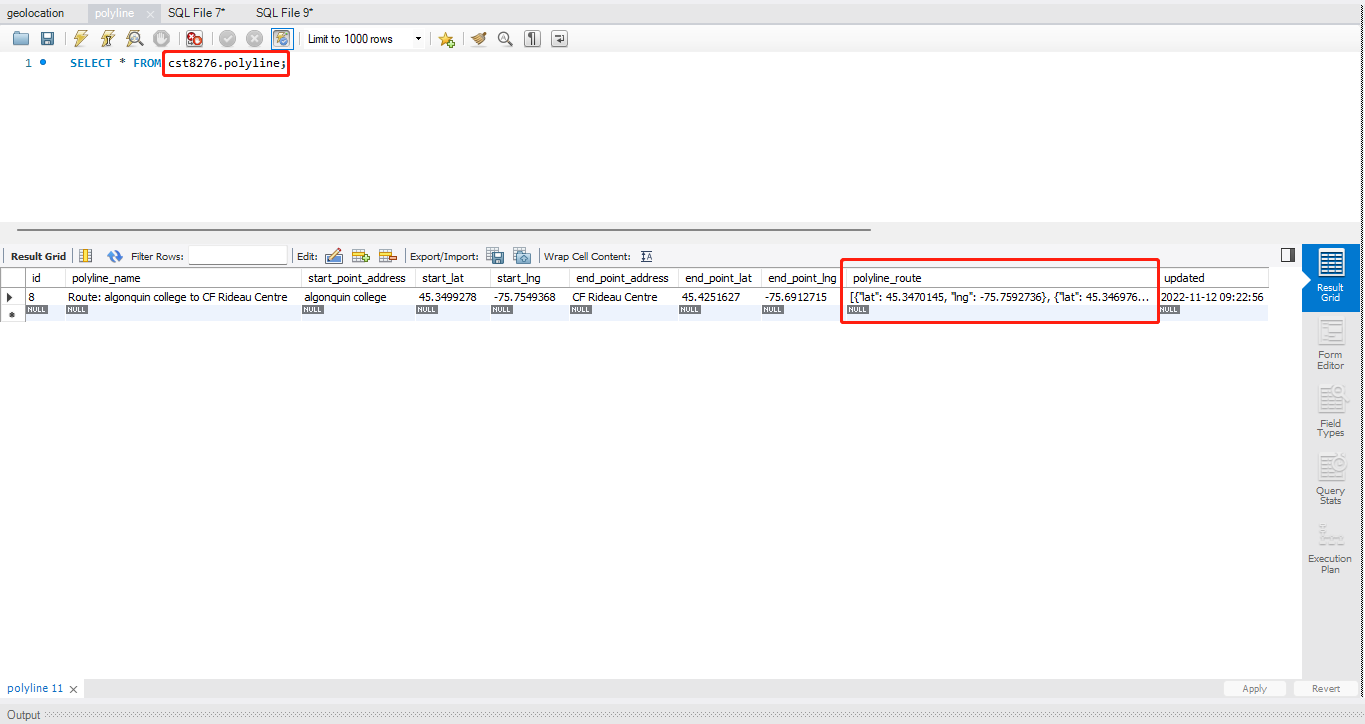 geolocation polyline SQL File 7* SQL File 9*
Limit to 1000 rows
1 SELECT * FROM cst8276.polyline;
Result Grid Filter Rows: Edit: Export/Import: Wrap Cell Content: IA
id polyline_name start_point_address start_lat start_lng end_point_address end_point_lat end_point_lng polyline_route updated
8 Route: algonquin college to CF Rideau Centre algonquin college 45.3499278 -75.7549368 CF Rideau Centre 45.4251627 -75.6912715 [{"lat": 45.3470145, "lng": -75.7592736}, {"lat": 45.346976... 2022-11-12 09:22:56
NULL NULL NULL NULL NULL NULL NULL NULL NULL NULL
Result
Grid
Form
Editor
Field
Types
Query
Stats
Execution
Plan
polyline 11
Apply Revert
Output